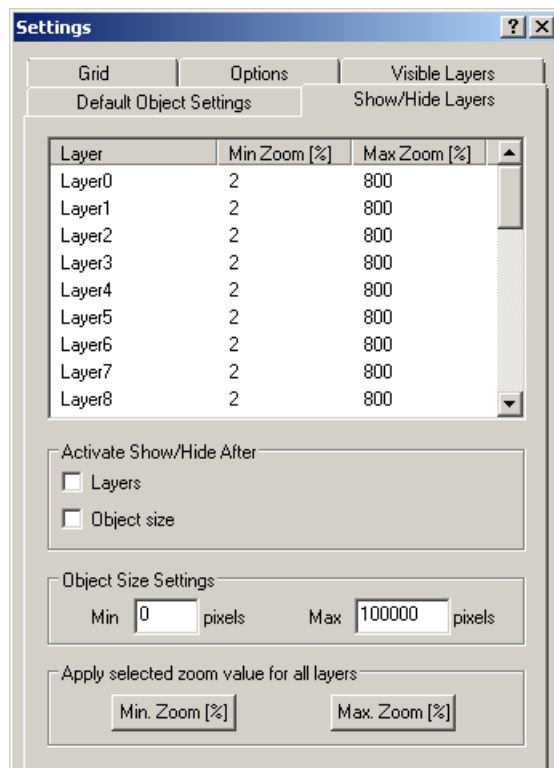 Settings
Grid Options Visible Layers
Default Object Settings Show/Hide Layers
Layer Min Zoom [%] Max Zoom [%]
Layer0 2 800
Layer1 2 800
Layer2 2 800
Layer3 2 800
Layer4 2 800
Layer5 2 800
Layer6 2 800
Layer7 2 800
Layer8 2 800
Activate Show/Hide After
Layers
Object size
Object Size Settings
Min 0 pixels Max 100000 pixels
Apply selected zoom value for all layers
Min. Zoom [%] Max. Zoom [%]